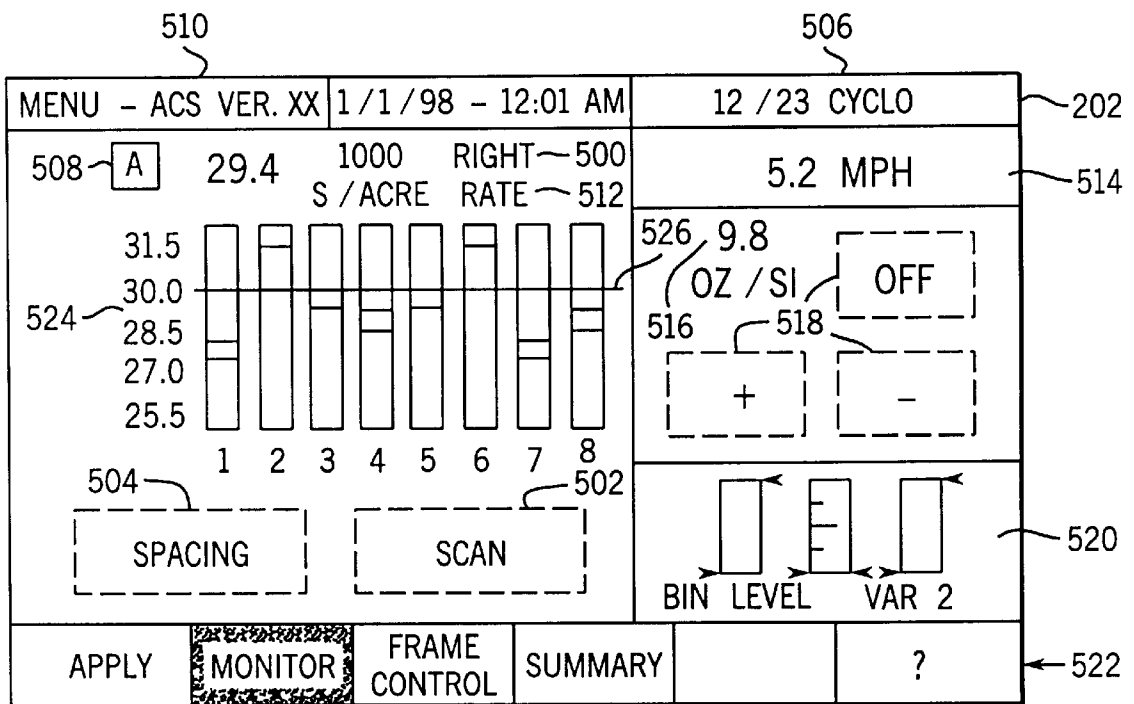 510
506
MENU - ACS VER. XX
1/1/98 - 12:01 AM
12/23 CYCLO
202
508
A
29.4
1000
S/ACRE
RIGHT
500
RATE
512
5.2 MPH
514
31.5
30.0
28.5
27.0
25.5
524
526
1 2 3 4 5 6 7 8
9.8
OZ/SI
OFF
516
518
+
-
504
502
SPACING
SCAN
520
BIN LEVEL
VAR 2
APPLY
MONITOR
FRAME
CONTROL
SUMMARY
?
522